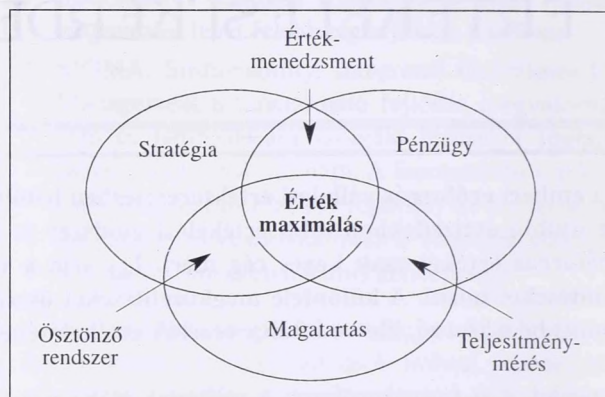 Érték-
menedzsment
Stratégia
Pénzügy
Érték
maximálás
Ösztönző
rendszer
Magatartás
Teljesítmény-
mérés